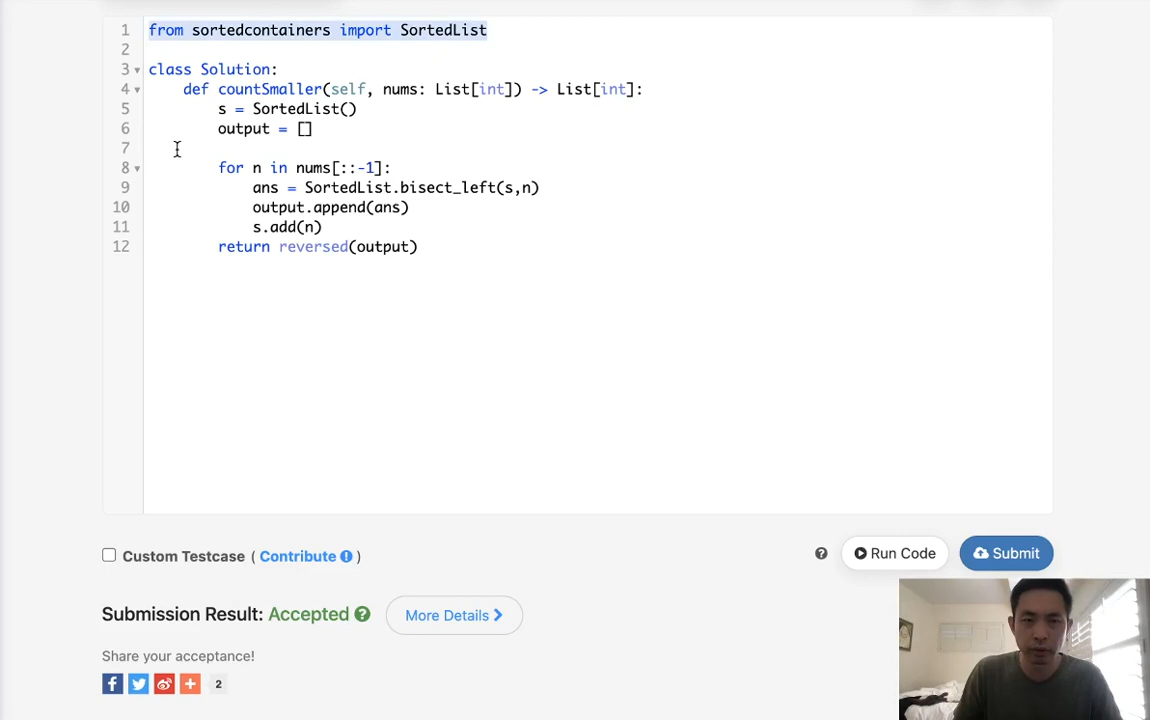 1 from sortedcontainers import SortedList
2
3 class Solution:
4     def countSmaller(self, nums: List[int]) -> List[int]:
5         s = SortedList()
6         output = []
7
8         for n in nums[::-1]:
9             ans = SortedList.bisect_left(s,n)
10             output.append(ans)
11             s.add(n)
12         return reversed(output)
Custom Testcase ( Contribute ! )
? Run Code Submit
Submission Result: Accepted ? More Details >
Share your acceptance!
2